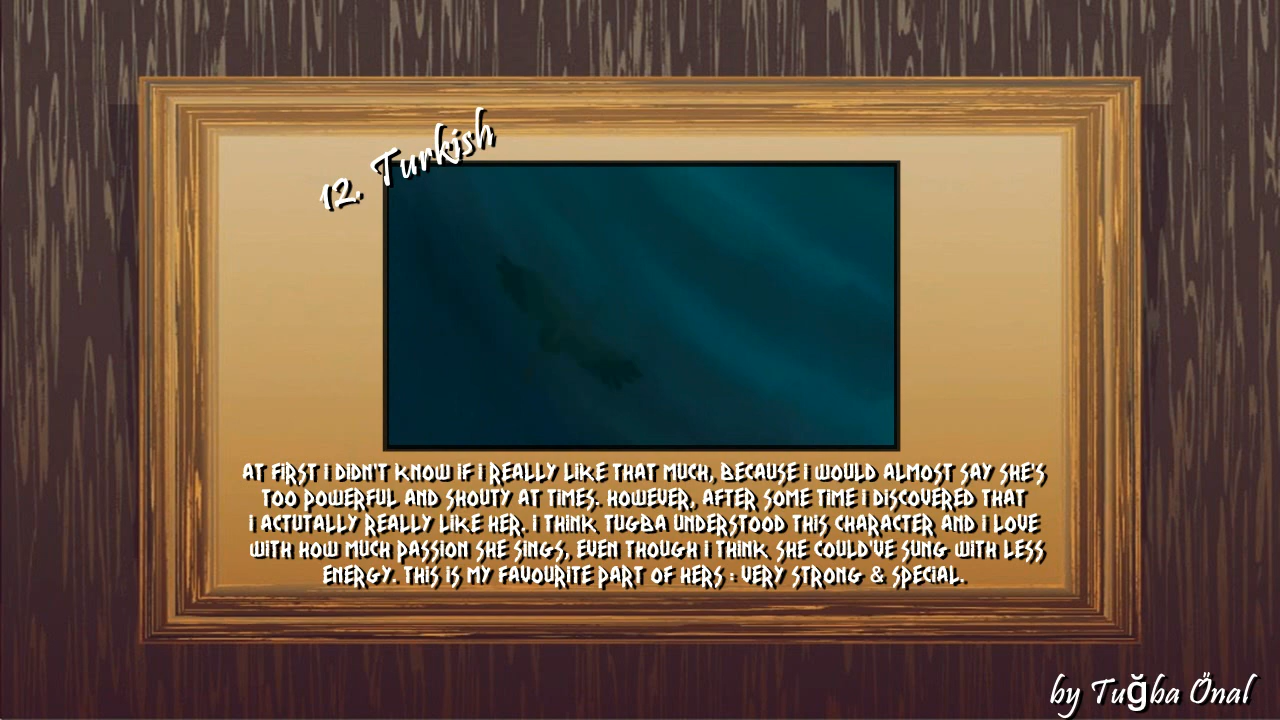 12. Turkish
AT FIRST I DIDN'T KNOW IF I REALLY LIKE THAT MUCH, BECAUSE I WOULD ALMOST SAY SHE'S
TOO POWERFUL AND SHOUTY AT TIMES. HOWEVER, AFTER SOME TIME I DISCOVERED THAT
I ACTUTALLY REALLY LIKE HER. I THINK TUGBA UNDERSTOOD THIS CHARACTER AND I LOVE
WITH HOW MUCH PASSION SHE SINGS, EVEN THOUGH I THINK SHE COULD'VE SUNG WITH LESS
ENERGY. THIS IS MY FAVOURITE PART OF HERS : VERY STRONG & SPECIAL.
by Tuğba Önal